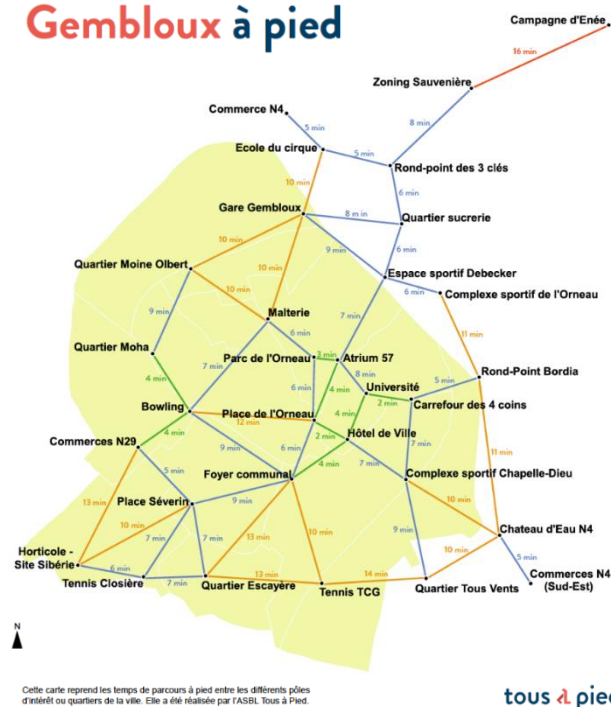 Gembloux à pied
Campagne d'Enée
16 min
Zoning Sauvenière
Commerce N4
8 min
5 min
Ecole du cirque
5 min
Rond-point des 3 clés
10 min
6 min
Gare Gembloux
8 m in
Quartier sucrerie
10 min
9 min
6 min
Quartier Moine Olbert
10 min
10 min
Espace sportif Debecker
6 min
Complexe sportif de l'Orneau
9 min
Malterie
7 min
6 min
11 min
Quartier Moha
7 min
Parc de l'Orneau
3 min
Atrium 57
8 min
Rond-Point Bordia
4 min
6 min
4 min
Université
5 min
2 min
Bowling
12 min
Place de l'Orneau
4 min
Carrefour des 4 coins
4 min
2 min
Hôtel de Ville
Commerces N29
9 min
6 min
7 min
11 min
5 min
4 min
7 min
Foyer communal
Complexe sportif Chapelle-Dieu
13 min
9 min
10 min
Place Séverin
10 min
7 min
7 min
13 min
10 min
9 min
Chateau d'Eau N4
Horticole -
Site Sibérie
6 min
10 min
5 min
Tennis Closière
7 min
Quartier Escayère
13 min
Tennis TCG
14 min
Quartier Tous Vents
Commerces N4
(Sud-Est)
N
Cette carte reprend les temps de parcours à pied entre les différents pôles
d'intérêt ou quartiers de la ville. Elle a été réalisée par l'ASBL Tous à Pied.
tous à pied